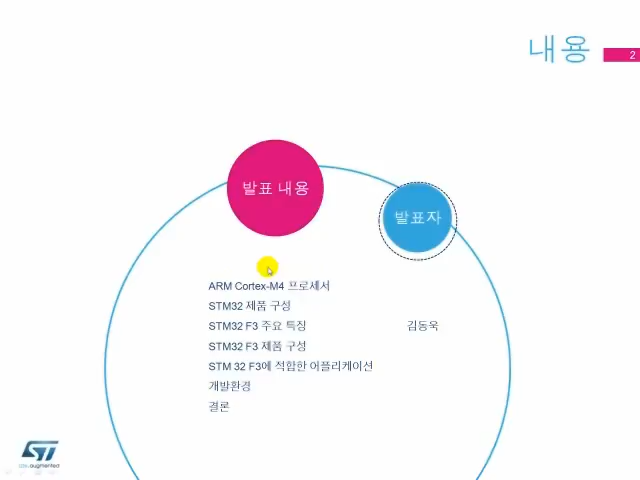 내용
2
발표 내용
발표자
ARM Cortex-M4 프로세서
STM32 제품 구성
STM32 F3 주요 특징
김동욱
STM32 F3 제품 구성
STM 32 F3에 적합한 어플리케이션
개발환경
결론
ST
life.augmented